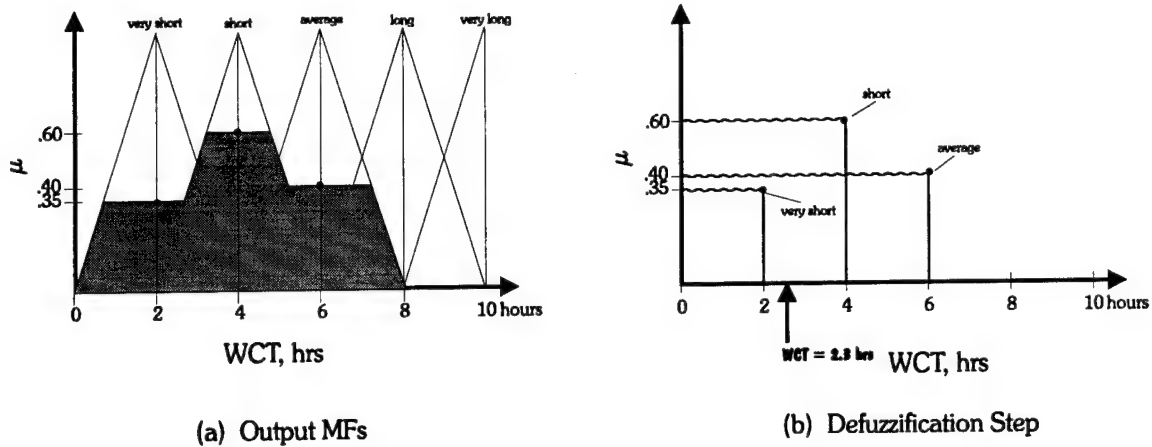 very short short average long very long
.60
μ
.40
.35
0 2 4 6 8 10 hours
WCT, hrs
(a) Output MFs
short
.60
average
μ
.40
.35
very short
0 2 4 6 8 10 hours
WCT = 2.3 hrs
WCT, hrs
(b) Defuzzification Step